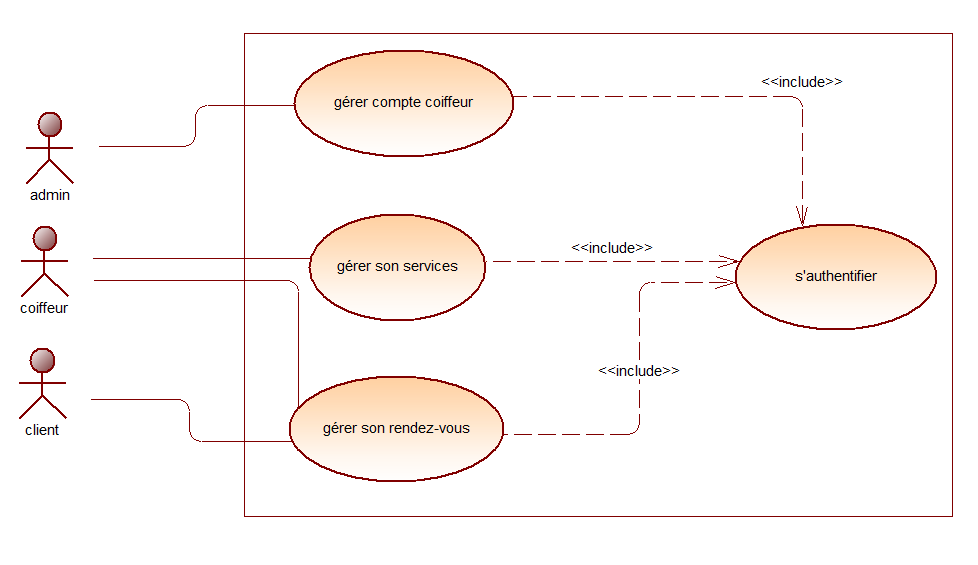 <<include>>
gérer compte coiffeur
admin
<<include>>
gérer son services
s'authentifier
coiffeur
<<include>>
client
gérer son rendez-vous